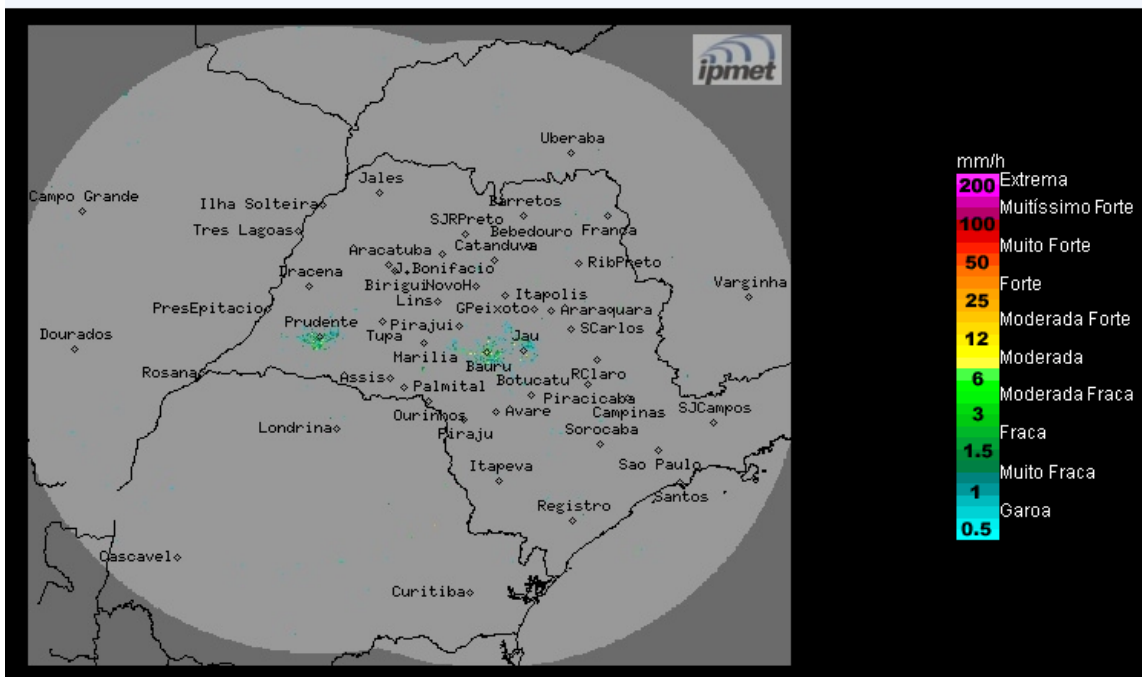 ipmet
Uberaba
Jales
Campo Grande
Ilha Solteira
Barretos
SJRPreto
Tres Lagoas
Bebedouro
Franca
Aracatuba
Catanduva
Dracena
J.Bonifacio
RibPreto
Varginha
Birigui
NovoH
Itapolis
Lins
PresEpitacio
GPeixoto
Araraquara
Prudente
Pirajui
SCarlos
Dourados
Tupa
Jau
Marilia
Bauru
Rosana
Assis
Palmital
Botucatu
RClaro
Piracicaba
Ourinhos
Avare
Campinas
SJCampos
Londrina
Piraju
Sorocaba
Itapeva
Sao Paulo
Santos
Registro
Cascavel
Curitiba
mm/h
200 Extrema
Muitíssimo Forte
100
Muito Forte
50
Forte
25
Moderada Forte
12
Moderada
6
Moderada Fraca
3
Fraca
1.5
Muito Fraca
1
Garoa
0.5